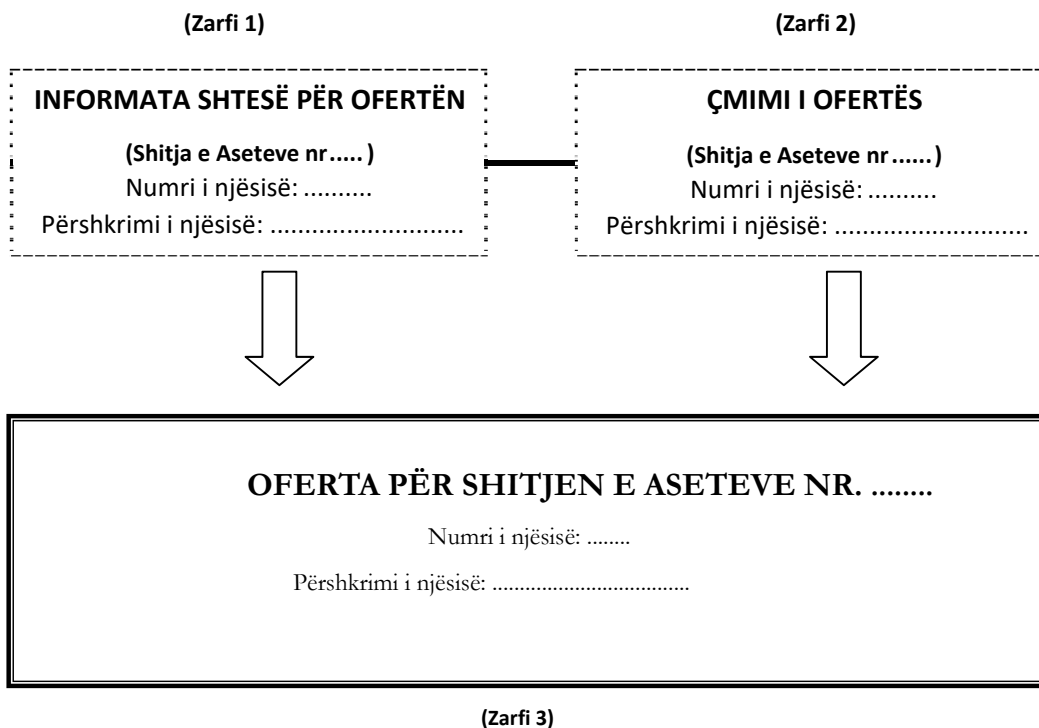 (Zarfi 1)
INFORMATA SHTESË PËR OFERTËN
(Shitja e Aseteve nr..... )
Numri i njësisë: ..........
Përshkrimi i njësisë: ............................
(Zarfi 2)
ÇMIMI I OFERTËS
(Shitja e Aseteve nr......)
Numri i njësisë: ..........
Përshkrimi i njësisë: ............................
OFERTA PËR SHITJEN E ASETEVE NR. ........
Numri i njësisë: ........
Përshkrimi i njësisë: ....................................
(Zarfi 3)